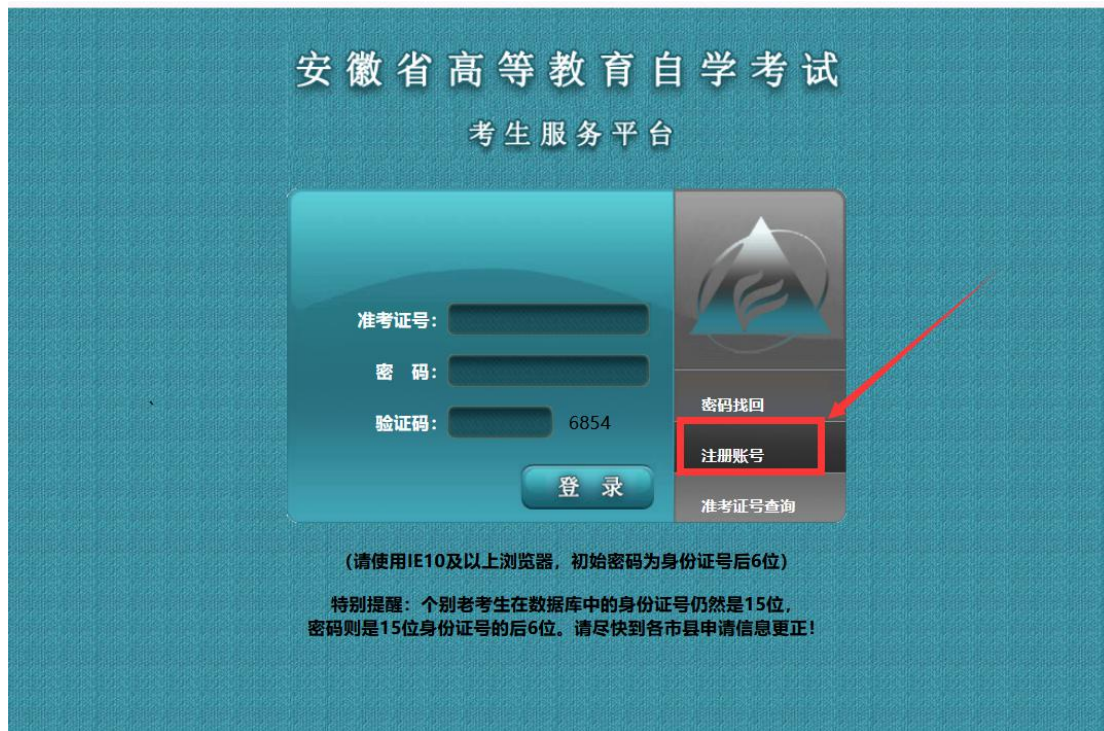 安徽省高等教育自学考试
考生服务平台
准考证号：
密 码：
验证码：
6854
登 录
密码找回
注册账号
准考证号查询
（请使用IE10及以上浏览器，初始密码为身份证号后6位）
特别提醒：个别老考生在数据库中的身份证号仍然是15位，
密码则是15位身份证号的后6位。请尽快到各市县申请信息更正！